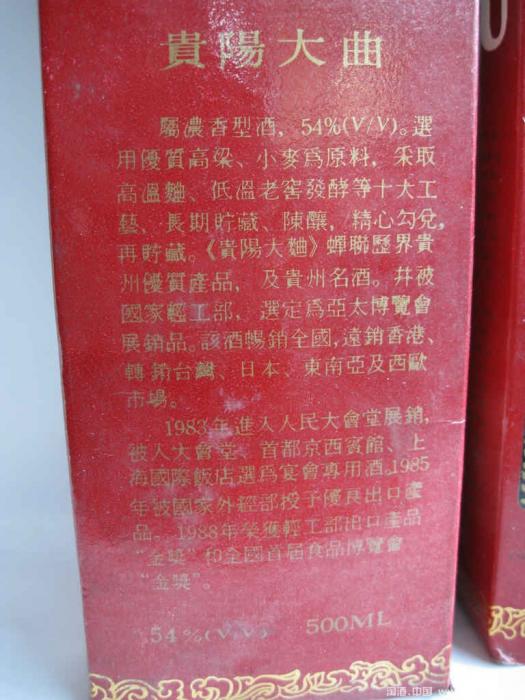 貴陽大曲
屬濃香型酒，54%(V/V)。選
用優質高梁、小麥爲原料，采取
高溫麯、低溫老窖發酵等十大工
藝、長期貯藏、陳釀，精心勾兌，
再貯藏。《貴陽大麯》蟬聯歷界貴
州優質產品，及貴州名酒。并被
國家輕工部，選定爲亞太博覽會
展銷品。該酒暢銷全國，遠銷香港、
轉銷台灣、日本、東南亞及西歐
市場。
1983年進入人民大會堂展銷，
被人大會堂、首都京西賓館、上
海國際飯店選爲宴會專用酒。1985
年被國家外經部授予優良出口產
品。1988年榮獲輕工部出口產品
“金獎”和全國首届食品博覽會
“金獎”。
54%(V/V) 500ML
国酒.中国